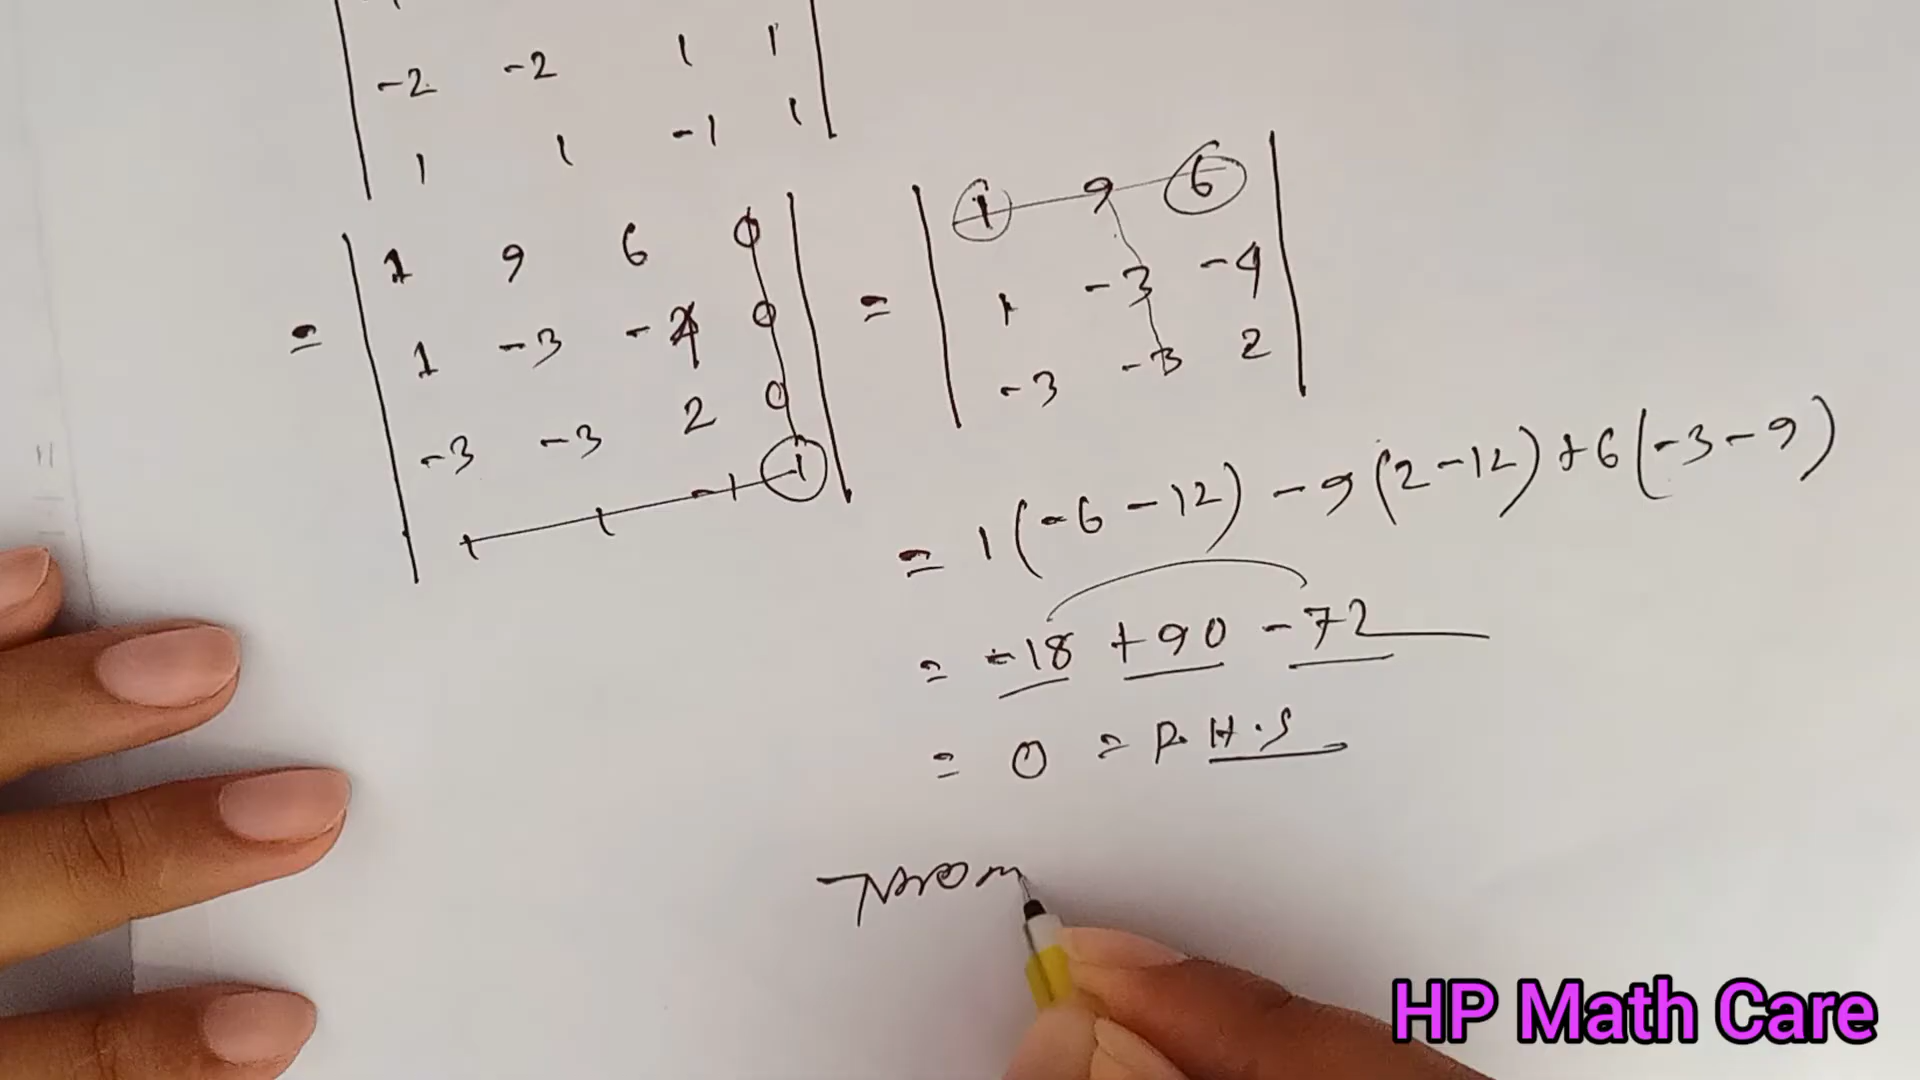 -2 -2 1 1
1 1 -1 1
= | 1 9 6 0 |
| 1 -3 -4 0 |
| -3 -3 2 0 |
| 1 1 -1 1 |
= | 1 9 6 |
| 1 -3 -4 |
| -3 -3 2 |
= 1(-6-12) -9(2-12)+6(-3-9)
= -18 +90 -72
= 0 = R.H.S
HP Math Care